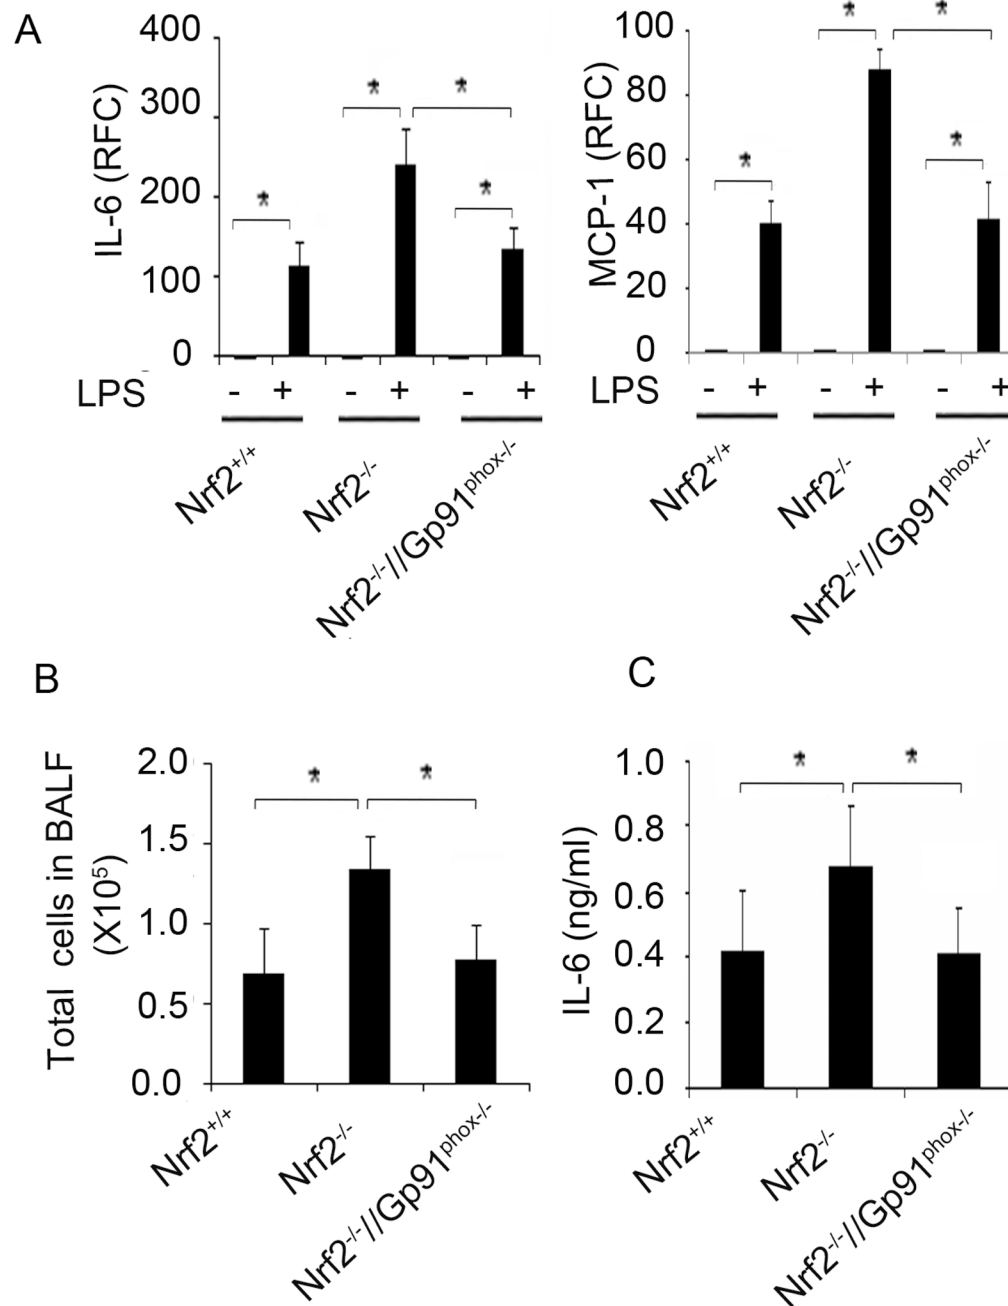 A
IL-6 (RFC)
400
300
200
100
0
*
*
*
*
LPS - + - + - +
Nrf2+/+
Nrf2-/-
Nrf2-/-//Gp91phox-/-
MCP-1 (RFC)
100
80
60
40
20
0
*
*
*
*
LPS - + - + - +
Nrf2+/+
Nrf2-/-
Nrf2-/-//Gp91phox-/-
B
Total cells in BALF
(X10⁵)
2.0
1.5
1.0
0.5
0.0
*
*
Nrf2+/+
Nrf2-/-
Nrf2-/-//Gp91phox-/-
C
IL-6 (ng/ml)
1.0
0.8
0.6
0.4
0.2
0.0
*
*
Nrf2+/+
Nrf2-/-
Nrf2-/-//Gp91phox-/-